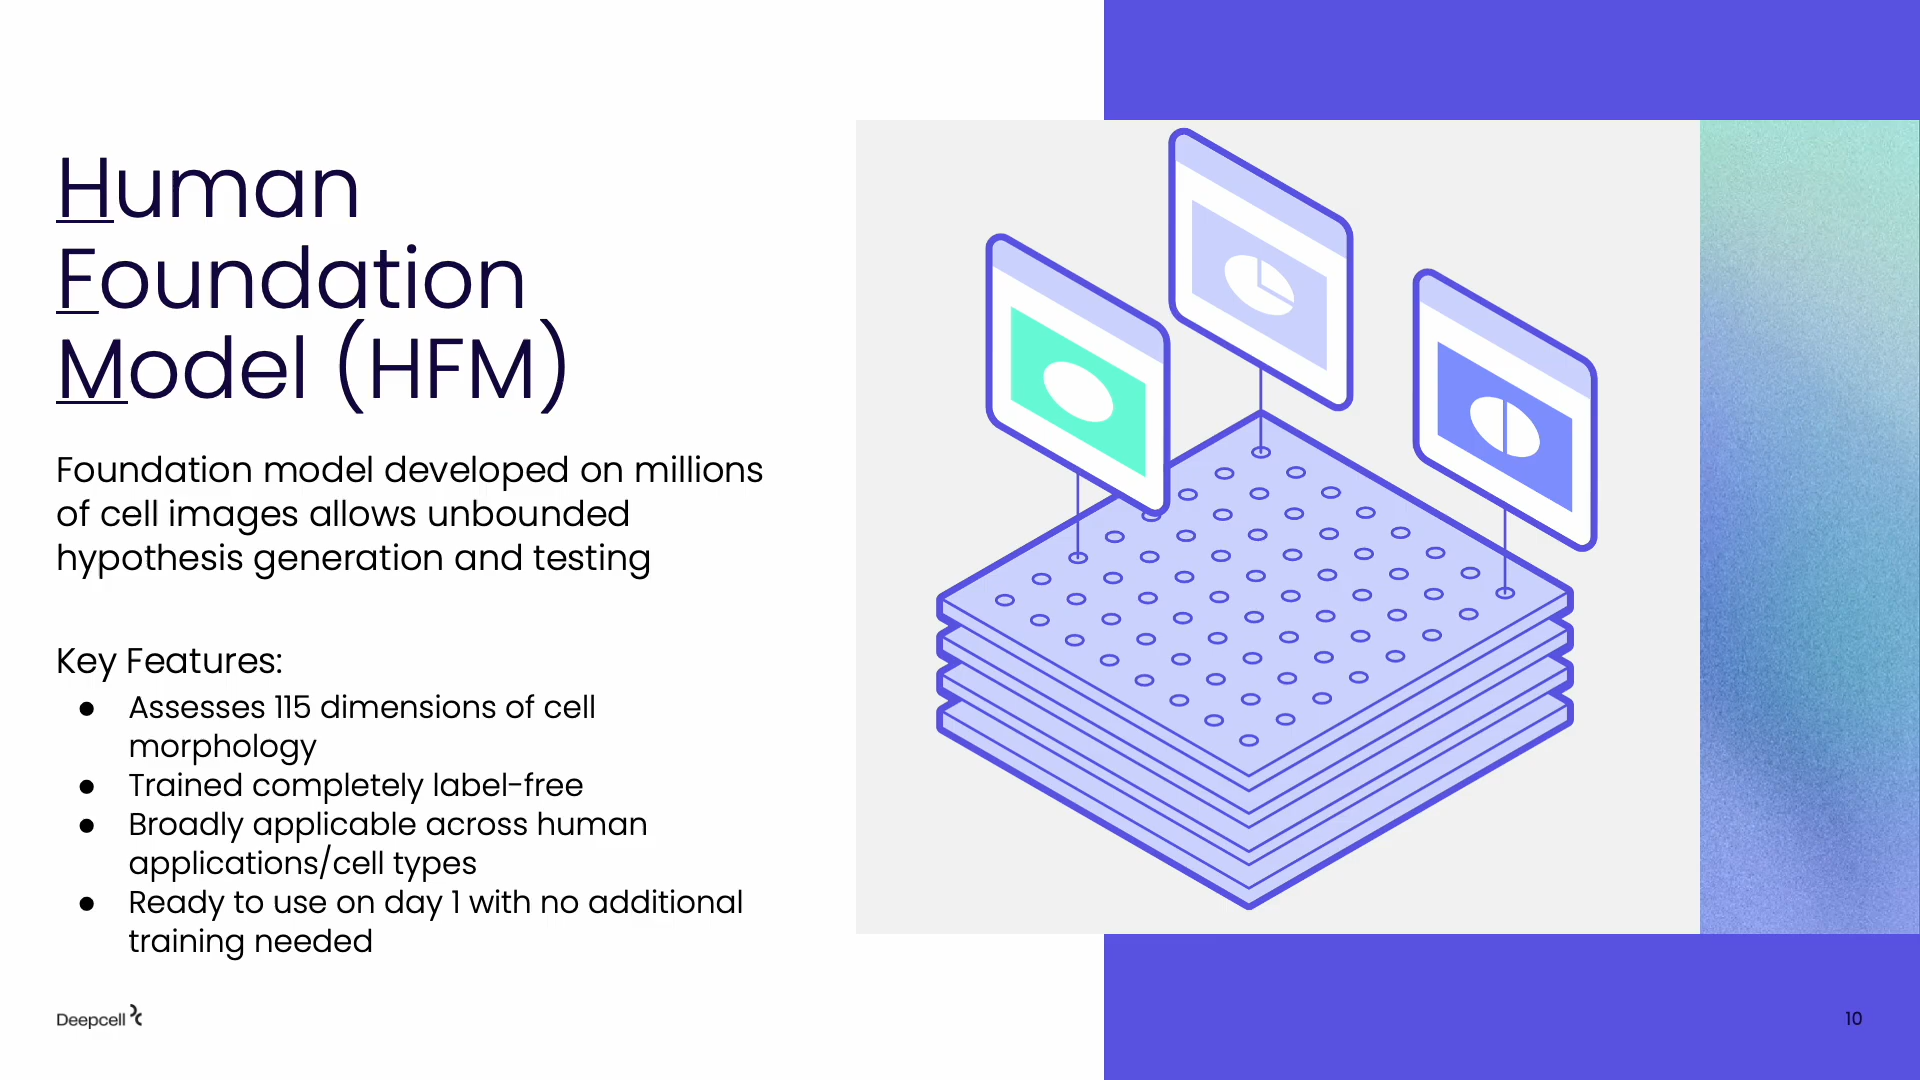 Human
Foundation
Model (HFM)
Foundation model developed on millions
of cell images allows unbounded
hypothesis generation and testing
Key Features:
● Assesses 115 dimensions of cell
morphology
● Trained completely label-free
● Broadly applicable across human
applications/cell types
● Ready to use on day 1 with no additional
training needed
Deepcell
10